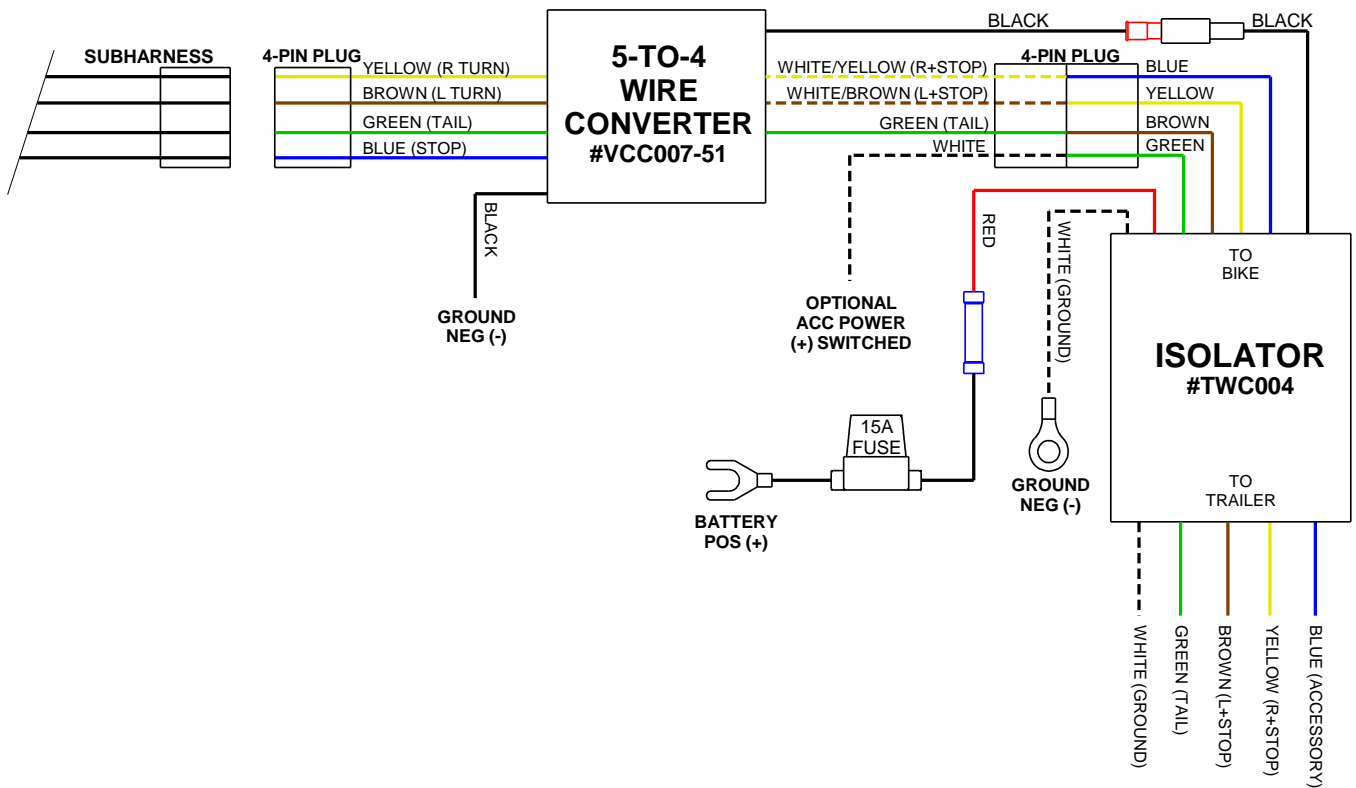 SUBHARNESS
4-PIN PLUG
YELLOW (R TURN)
BROWN (L TURN)
GREEN (TAIL)
BLUE (STOP)
BLACK
GROUND
NEG (-)
5-TO-4
WIRE
CONVERTER
#VCC007-51
BLACK
BLACK
WHITE/YELLOW (R+STOP)
WHITE/BROWN (L+STOP)
GREEN (TAIL)
WHITE
4-PIN PLUG
BLUE
YELLOW
BROWN
GREEN
OPTIONAL
ACC POWER
(+) SWITCHED
RED
WHITE (GROUND)
15A
FUSE
BATTERY
POS (+)
GROUND
NEG (-)
TO
BIKE
ISOLATOR
#TWC004
TO
TRAILER
WHITE (GROUND)
GREEN (TAIL)
BROWN (L+STOP)
YELLOW (R+STOP)
BLUE (ACCESSORY)